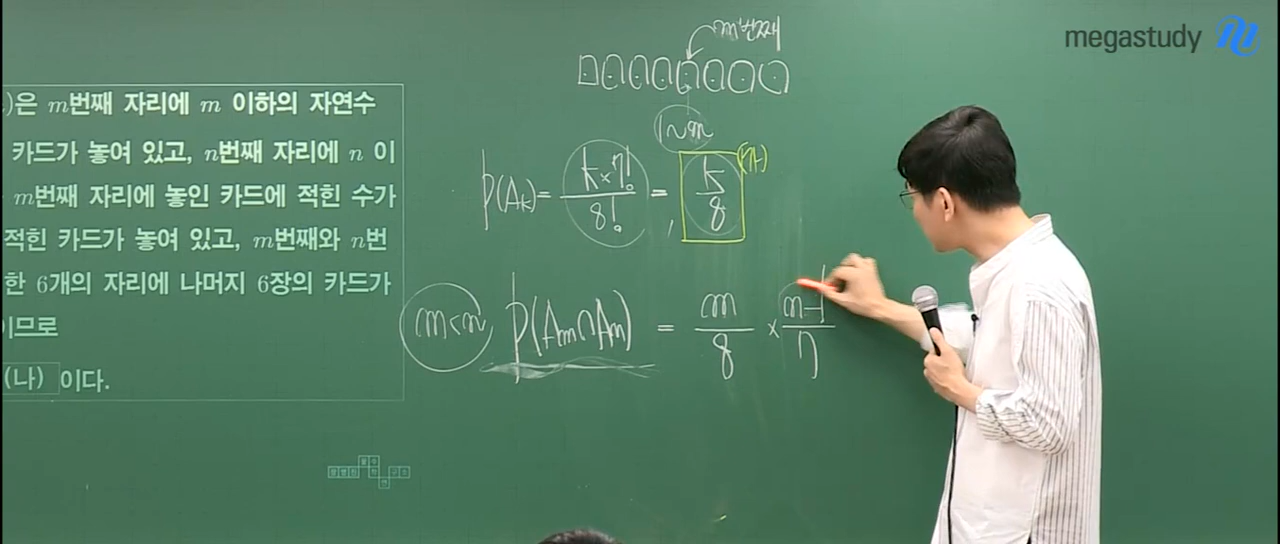 megastudy
m번째
)은 m번째 자리에 m 이하의 자연수
카드가 놓여 있고, n번째 자리에 n 이
m번째 자리에 놓인 카드에 적힌 수가
적힌 카드가 놓여 있고, m번째와 n번
한 6개의 자리에 나머지 6장의 카드가
이므로
(나) 이다.
1~m
p(Aₖ) = k×7!/8! = k/8
m<n, p(Aₘ∩Aₙ) = m/8 × n-1/7